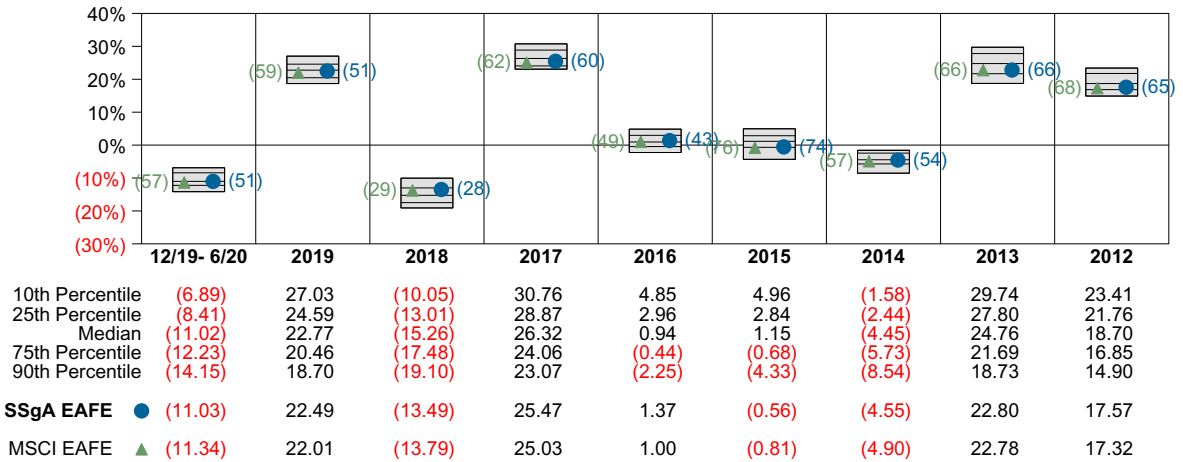 40%
30%
20%
10%
0%
(10%)
(20%)
(30%)
(57) (51)
(59) (51)
(29) (28)
(62) (60)
(49) (43)
(76) (74)
(57) (54)
(66) (66)
(68) (65)
12/19- 6/20 2019 2018 2017 2016 2015 2014 2013 2012
10th Percentile (6.89) 27.03 (10.05) 30.76 4.85 4.96 (1.58) 29.74 23.41
25th Percentile (8.41) 24.59 (13.01) 28.87 2.96 2.84 (2.44) 27.80 21.76
Median (11.02) 22.77 (15.26) 26.32 0.94 1.15 (4.45) 24.76 18.70
75th Percentile (12.23) 20.46 (17.48) 24.06 (0.44) (0.68) (5.73) 21.69 16.85
90th Percentile (14.15) 18.70 (19.10) 23.07 (2.25) (4.33) (8.54) 18.73 14.90
SSgA EAFE (11.03) 22.49 (13.49) 25.47 1.37 (0.56) (4.55) 22.80 17.57
MSCI EAFE (11.34) 22.01 (13.79) 25.03 1.00 (0.81) (4.90) 22.78 17.32